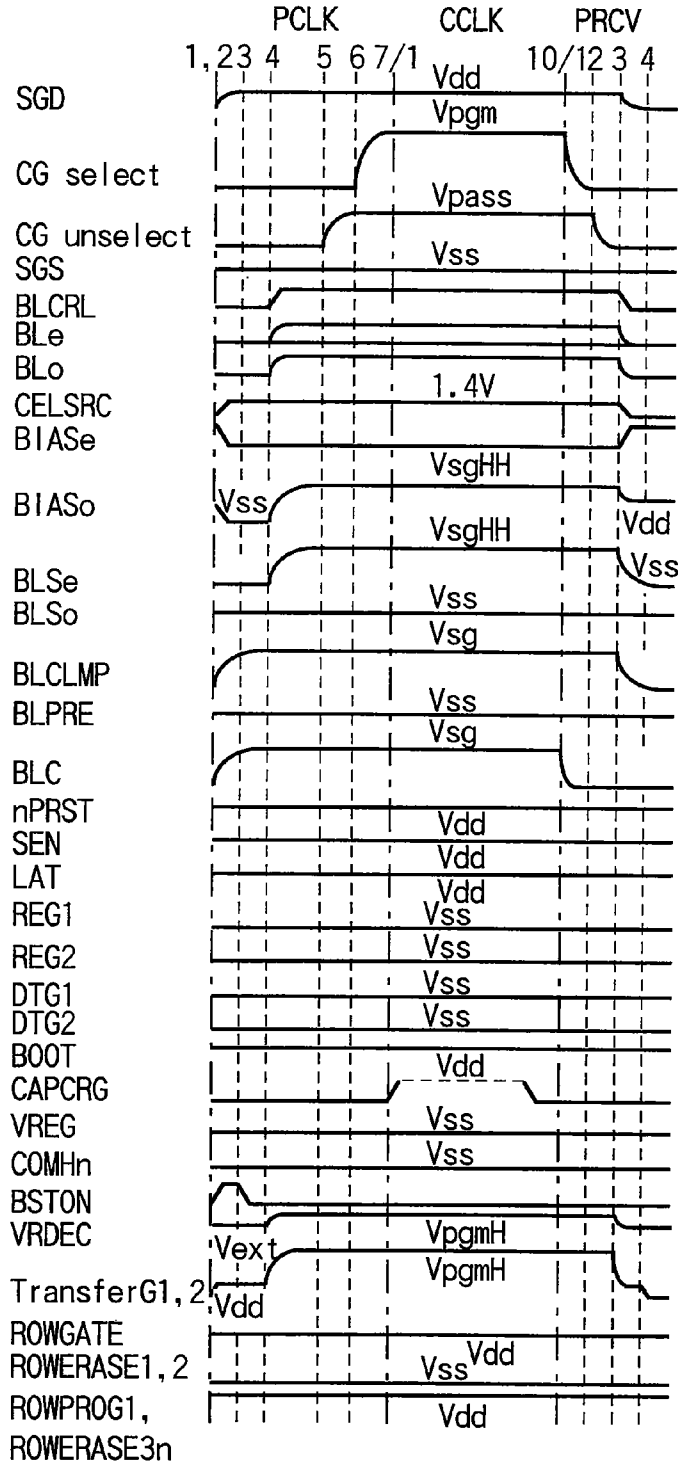 PCLK CCLK PRCV
1,23 4 5 6 7/1 10/12 3 4
SGD Vdd
Vpgm
CG select
Vpass
CG unselect
SGS Vss
BLCRL
BLe
BLo
CELSRC 1.4V
BIASe
VsgHH
BIASo Vss Vdd
VsgHH
BLSe Vss
BLSo Vss
Vsg
BLCLMP
BLPRE Vss
Vsg
BLC
nPRST Vdd
SEN Vdd
LAT Vdd
REG1 Vss
REG2 Vss
DTG1 Vss
DTG2 Vss
BOOT Vdd
CAPCRG
VREG Vss
COMHn Vss
BSTON
VRDEC Vext VpgmH
VpgmH
TransferG1,2 Vdd
ROWGATE Vdd
ROWERASE1,2 Vss
ROWPROG1, Vdd
ROWERASE3n